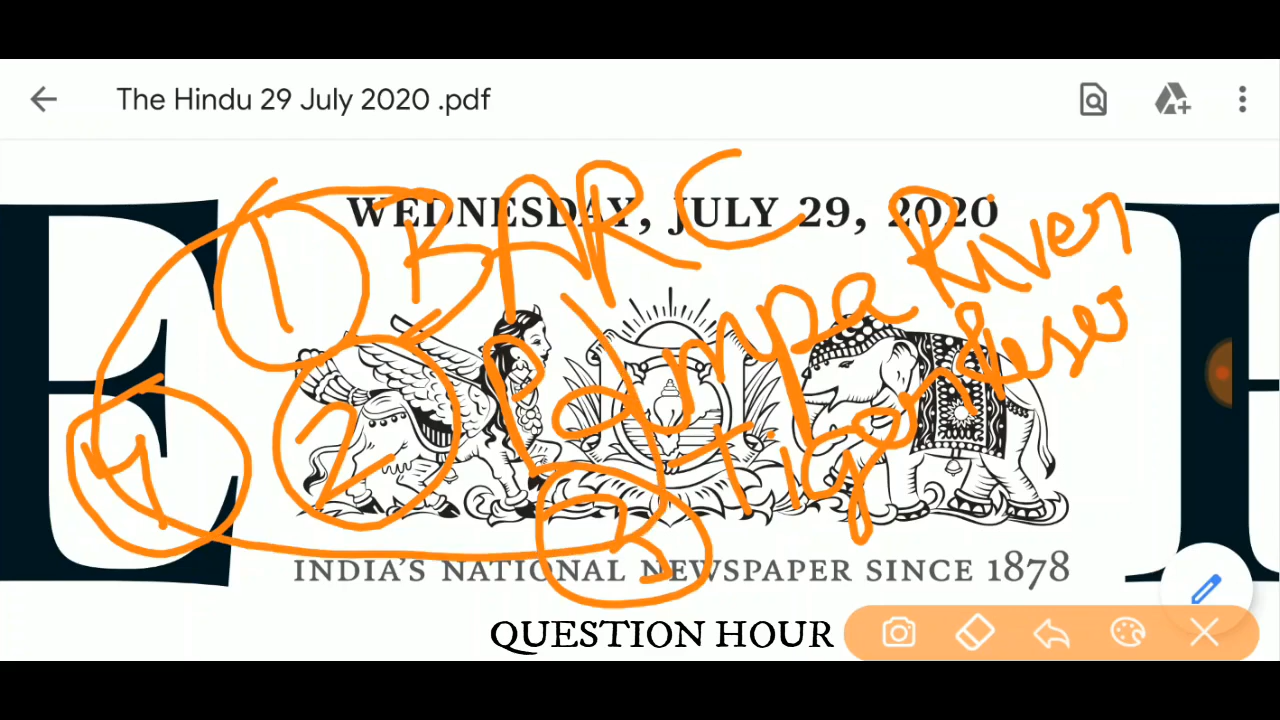 The Hindu 29 July 2020 .pdf
WEDNESDAY, JULY 29, 2020
1 BARC
2 Pampa River
Tiger
3
4
INDIA'S NATIONAL NEWSPAPER SINCE 1878
QUESTION HOUR